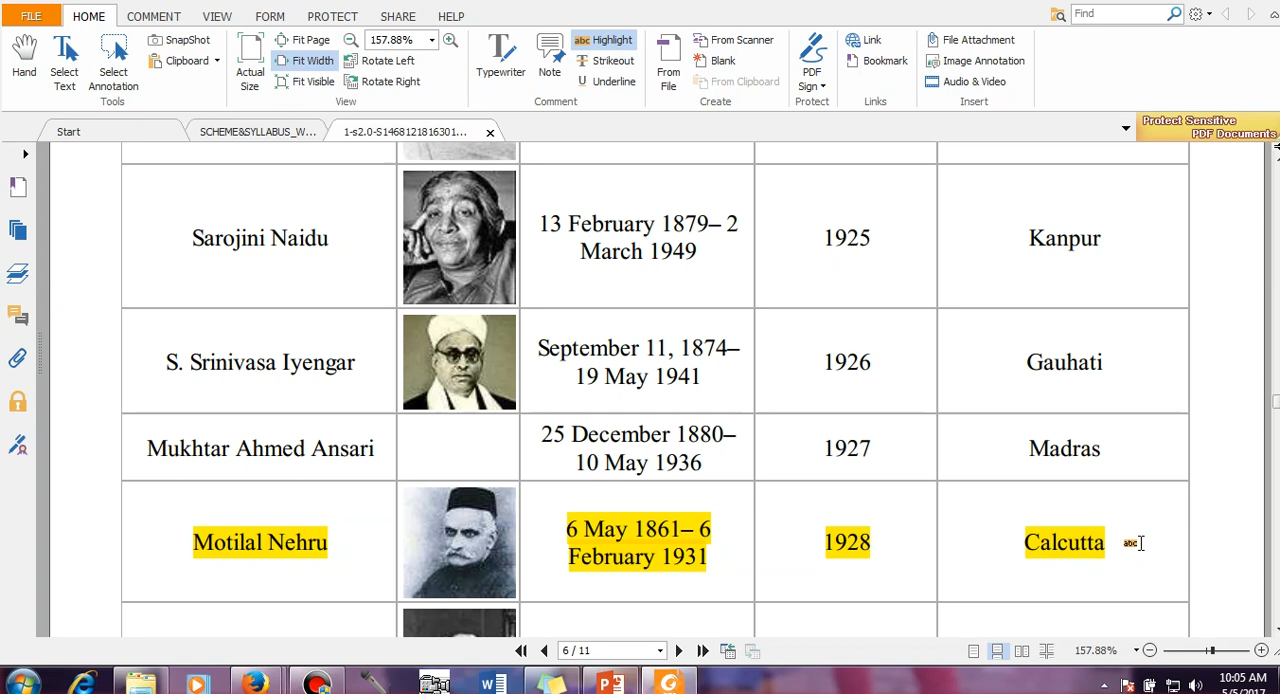 FILE HOME COMMENT VIEW FORM PROTECT SHARE HELP Find
Hand
Select Text
Select Annotation
SnapShot
Clipboard
Tools
Actual Size
Fit Page
Fit Width
Fit Visible
157.88%
Rotate Left
Rotate Right
View
Typewriter
Note
abc Highlight
Strikeout
Underline
Comment
From File
From Scanner
Blank
From Clipboard
Create
PDF Sign
Protect
Link
Bookmark
Links
File Attachment
Image Annotation
Audio & Video
Insert
Start SCHEME&SYLLABUS_W... 1-s2.0-S1468121816301...
Protect Sensitive
PDF Documents
Sarojini Naidu
13 February 1879– 2
March 1949
1925
Kanpur
S. Srinivasa Iyengar
September 11, 1874–
19 May 1941
1926
Gauhati
Mukhtar Ahmed Ansari
25 December 1880–
10 May 1936
1927
Madras
Motilal Nehru
6 May 1861– 6
February 1931
1928
Calcutta
abc
6 / 11
157.88%
10:05 AM